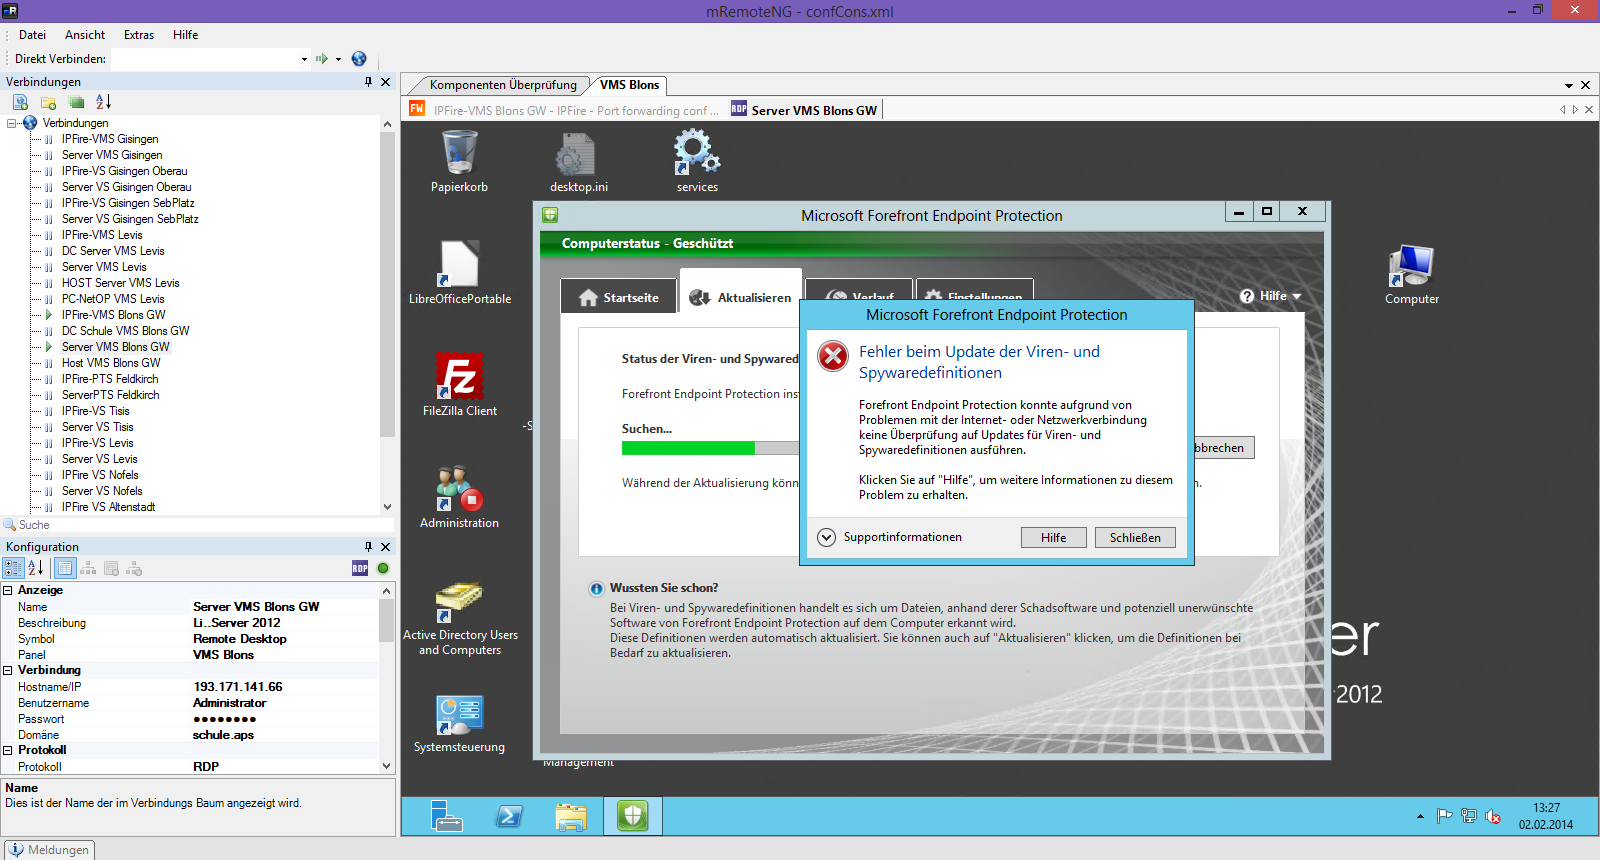 mRemoteNG - confCons.xml
Datei Ansicht Extras Hilfe
Direkt Verbinden:
Verbindungen
Verbindungen
IPFire-VMS Gisingen
Server VMS Gisingen
IPFire-VS Gisingen Oberau
Server VS Gisingen Oberau
IPFire-VS Gisingen SebPlatz
Server VS Gisingen SebPlatz
IPFire-VMS Levis
DC Server VMS Levis
Server VMS Levis
HOST Server VMS Levis
PC-NetOP VMS Levis
IPFire-VMS Blons GW
DC Schule VMS Blons GW
Server VMS Blons GW
Host VMS Blons GW
IPFire-PTS Feldkirch
ServerPTS Feldkirch
IPFire-VS Tisis
Server VS Tisis
IPFire-VS Levis
Server VS Levis
IPFire VS Nofels
Server VS Nofels
IPFire VS Altenstadt
Suche
Konfiguration
RDP
Anzeige
Name Server VMS Blons GW
Beschreibung Li..Server 2012
Symbol Remote Desktop
Panel VMS Blons
Verbindung
Hostname/IP 193.171.141.66
Benutzername Administrator
Passwort ●●●●●●●●
Domäne schule.aps
Protokoll
Protokoll RDP
Name
Dies ist der Name der im Verbindungs Baum angezeigt wird.
Meldungen
Komponenten Überprüfung VMS Blons
FW IPFire-VMS Blons GW - IPFire - Port forwarding conf ... RDP Server VMS Blons GW
Papierkorb
desktop.ini
services
LibreOfficePortable
FileZilla Client
-S
Administration
Active Directory Users
and Computers
Systemsteuerung
Management
Computer
Microsoft Forefront Endpoint Protection
Computerstatus - Geschützt
Startseite Aktualisieren Verlauf Einstellungen Hilfe
Status der Viren- und Spywared
Forefront Endpoint Protection ins
Suchen...
bbrechen
Während der Aktualisierung könn
n.
Wussten Sie schon?
Bei Viren- und Spywaredefinitionen handelt es sich um Dateien, anhand derer Schadsoftware und potenziell unerwünschte
Software von Forefront Endpoint Protection auf dem Computer erkannt wird.
Diese Definitionen werden automatisch aktualisiert. Sie können auch auf "Aktualisieren" klicken, um die Definitionen bei
Bedarf zu aktualisieren.
Microsoft Forefront Endpoint Protection
Fehler beim Update der Viren- und
Spywaredefinitionen
Forefront Endpoint Protection konnte aufgrund von
Problemen mit der Internet- oder Netzwerkverbindung
keine Überprüfung auf Updates für Viren- und
Spywaredefinitionen ausführen.
Klicken Sie auf "Hilfe", um weitere Informationen zu diesem
Problem zu erhalten.
Supportinformationen Hilfe Schließen
er
2012
13:27
02.02.2014